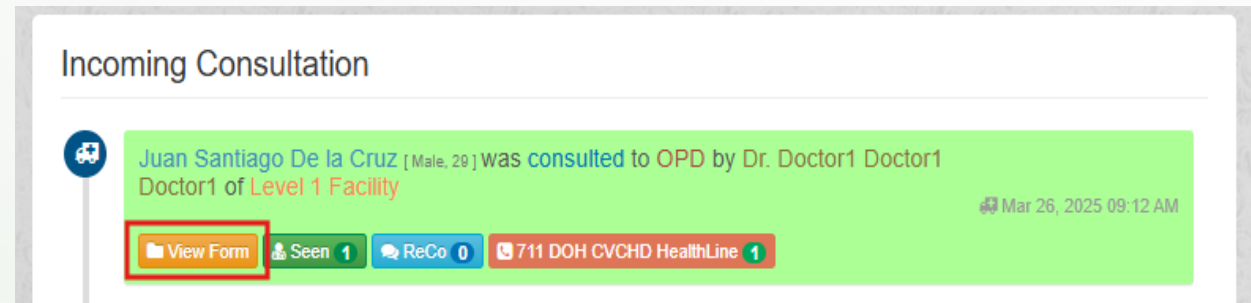 Incoming Consultation
Juan Santiago De la Cruz [ Male, 29 ] was consulted to OPD by Dr. Doctor1 Doctor1
Doctor1 of Level 1 Facility
Mar 26, 2025 09:12 AM
View Form Seen 1 ReCo 0 711 DOH CVCHD HealthLine 1